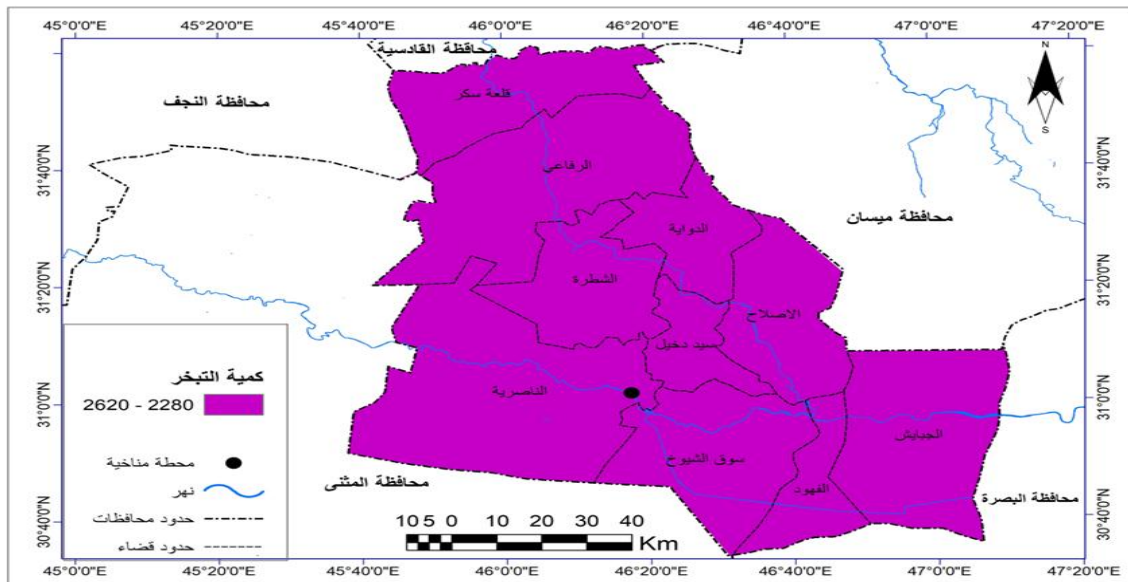 45°0'0"E 45°20'0"E 45°40'0"E 46°0'0"E 46°20'0"E 46°40'0"E 47°0'0"E 47°20'0"E
محافظة القادسية
N
S
محافظة النجف
قلعة سكر
31°40'0"N
31°40'0"N
الرفاعي
محافظة ميسان
الدواية
الشطرة
31°20'0"N
31°20'0"N
الاصلاح
سيد دخيل
كمية التبخر
2620 - 2280
الناصرية
31°0'0"N
31°0'0"N
الجبايش
محطة مناخية
سوق الشيوخ
نهر
محافظة المثنى
الفهود
محافظة البصرة
حدود محافظات
30°40'0"N
30°40'0"N
10 5 0 10 20 30 40
Km
حدود قضاء
45°0'0"E 45°20'0"E 45°40'0"E 46°0'0"E 46°20'0"E 46°40'0"E 47°0'0"E 47°20'0"E